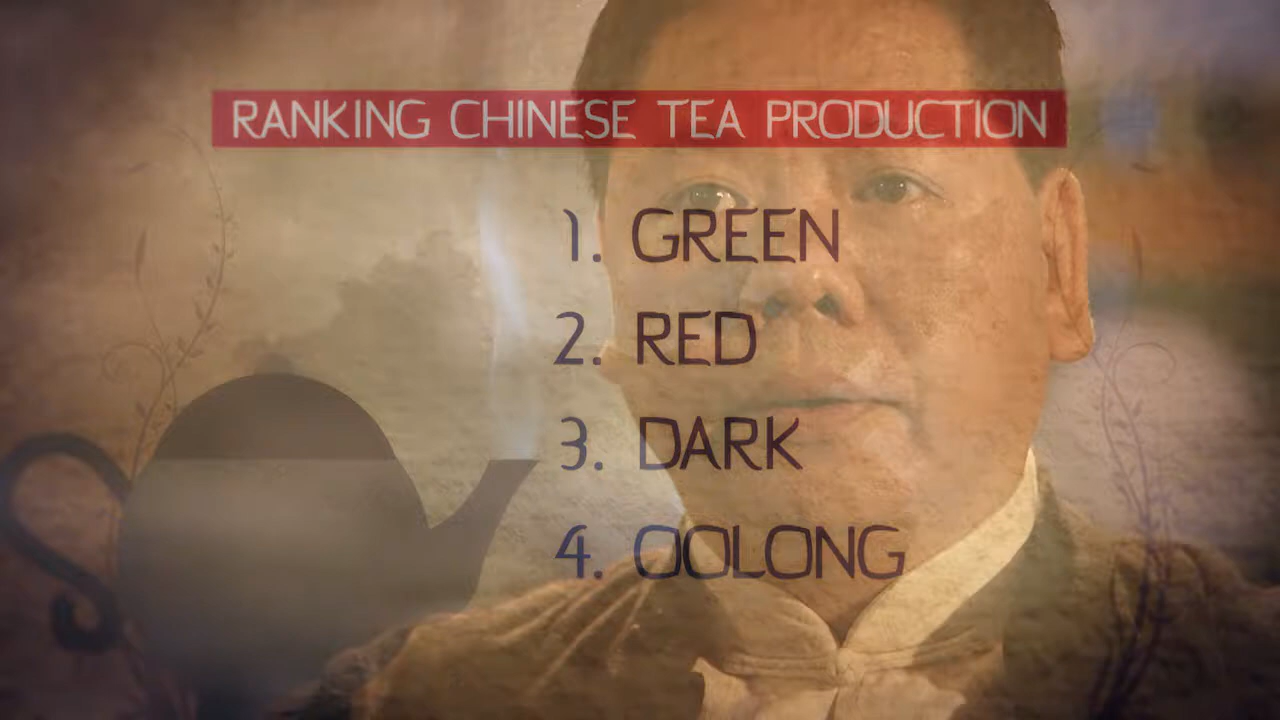 RANKING CHINESE TEA PRODUCTION
1. GREEN
2. RED
3. DARK
4. OOLONG